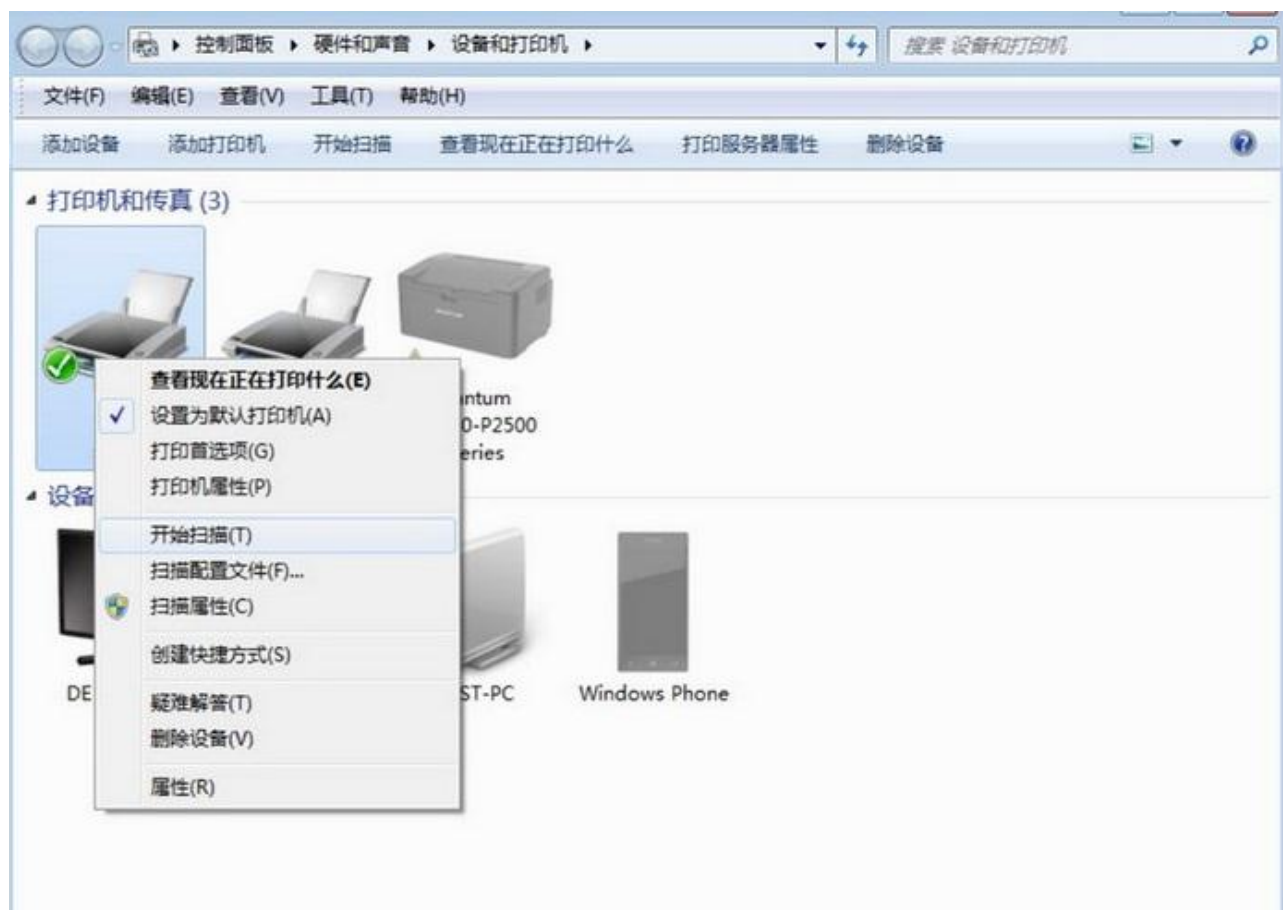 控制面板 硬件和声音 设备和打印机
搜索 设备和打印机
文件(F) 编辑(E) 查看(V) 工具(T) 帮助(H)
添加设备 添加打印机 开始扫描 查看现在正在打印什么 打印服务器属性 删除设备
打印机和传真 (3)
查看现在正在打印什么(E)
设置为默认打印机(A)
打印首选项(G)
打印机属性(P)
开始扫描(T)
扫描配置文件(F)...
扫描属性(C)
创建快捷方式(S)
疑难解答(T)
删除设备(V)
属性(R)
intum
0-P2500
eries
设备
DE
ST-PC
Windows Phone